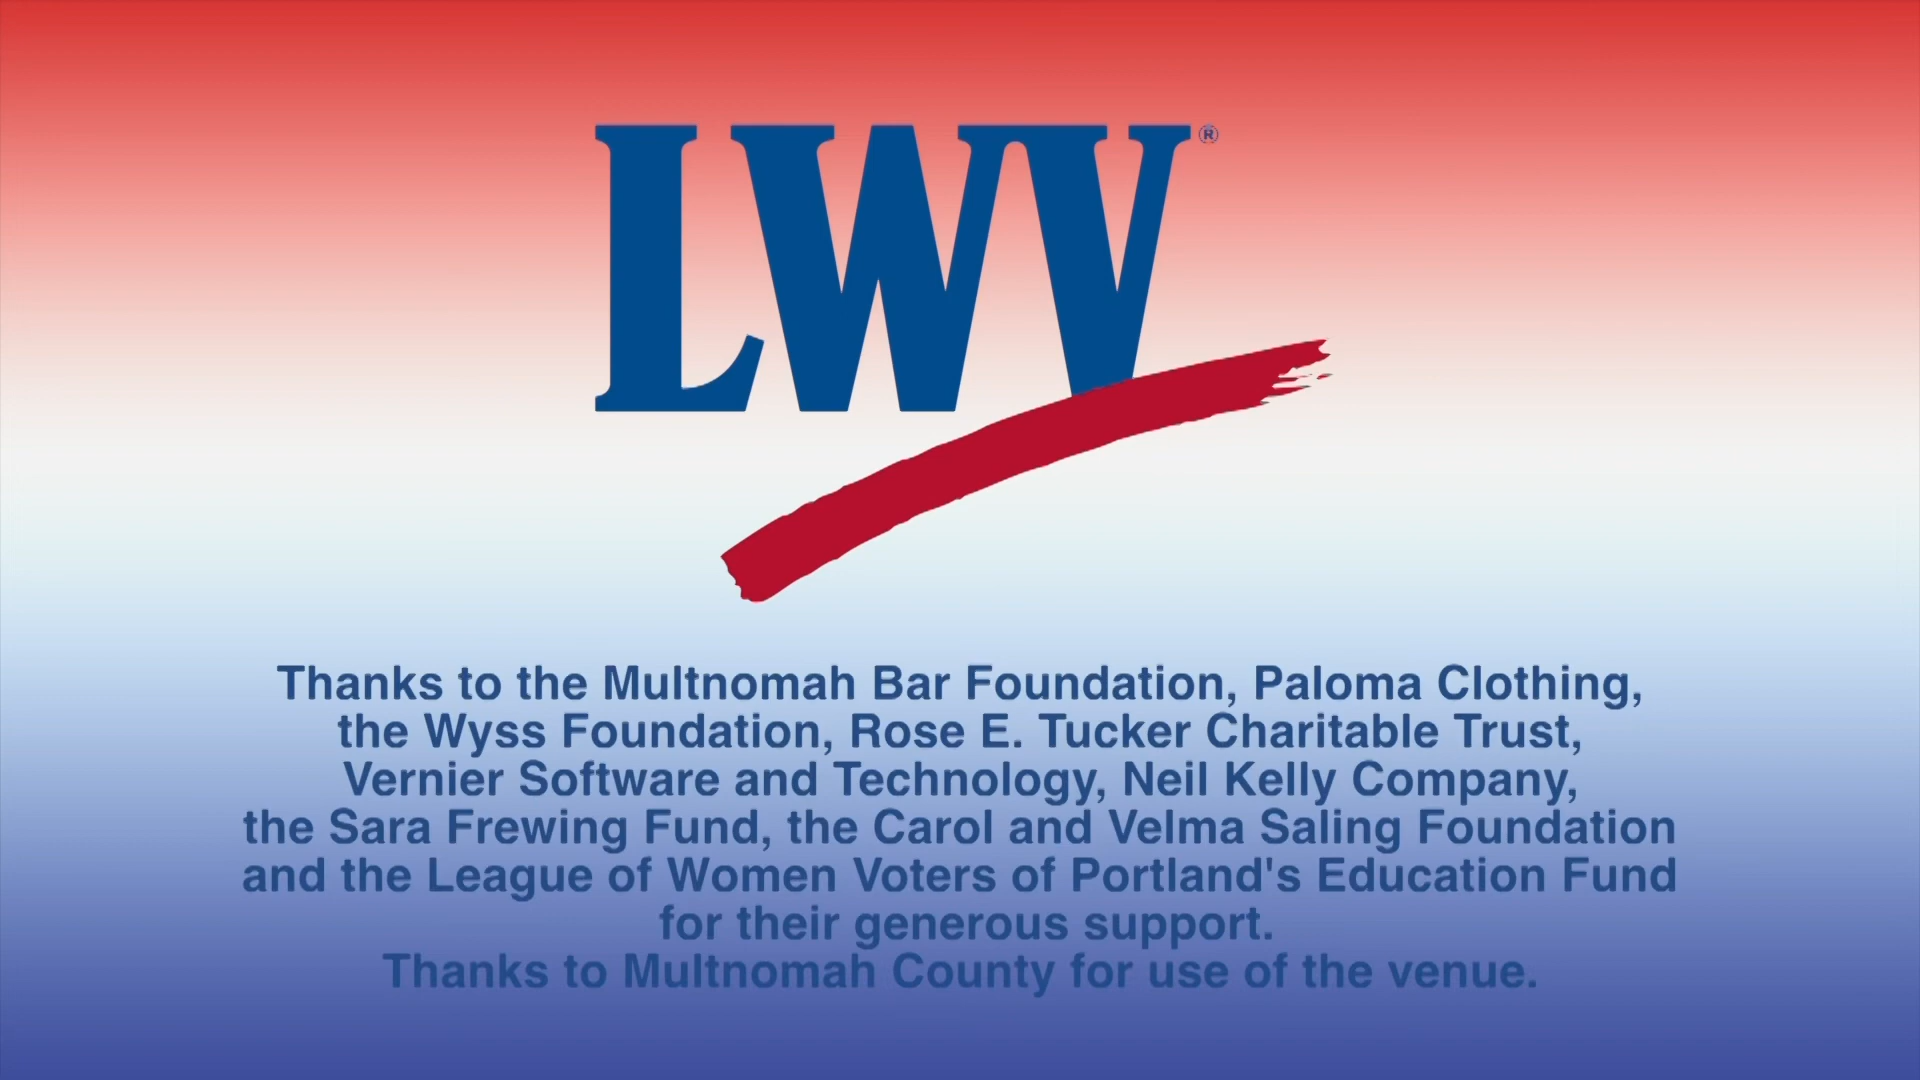 LWV®
Thanks to the Multnomah Bar Foundation, Paloma Clothing,
the Wyss Foundation, Rose E. Tucker Charitable Trust,
Vernier Software and Technology, Neil Kelly Company,
the Sara Frewing Fund, the Carol and Velma Saling Foundation
and the League of Women Voters of Portland's Education Fund
for their generous support.
Thanks to Multnomah County for use of the venue.